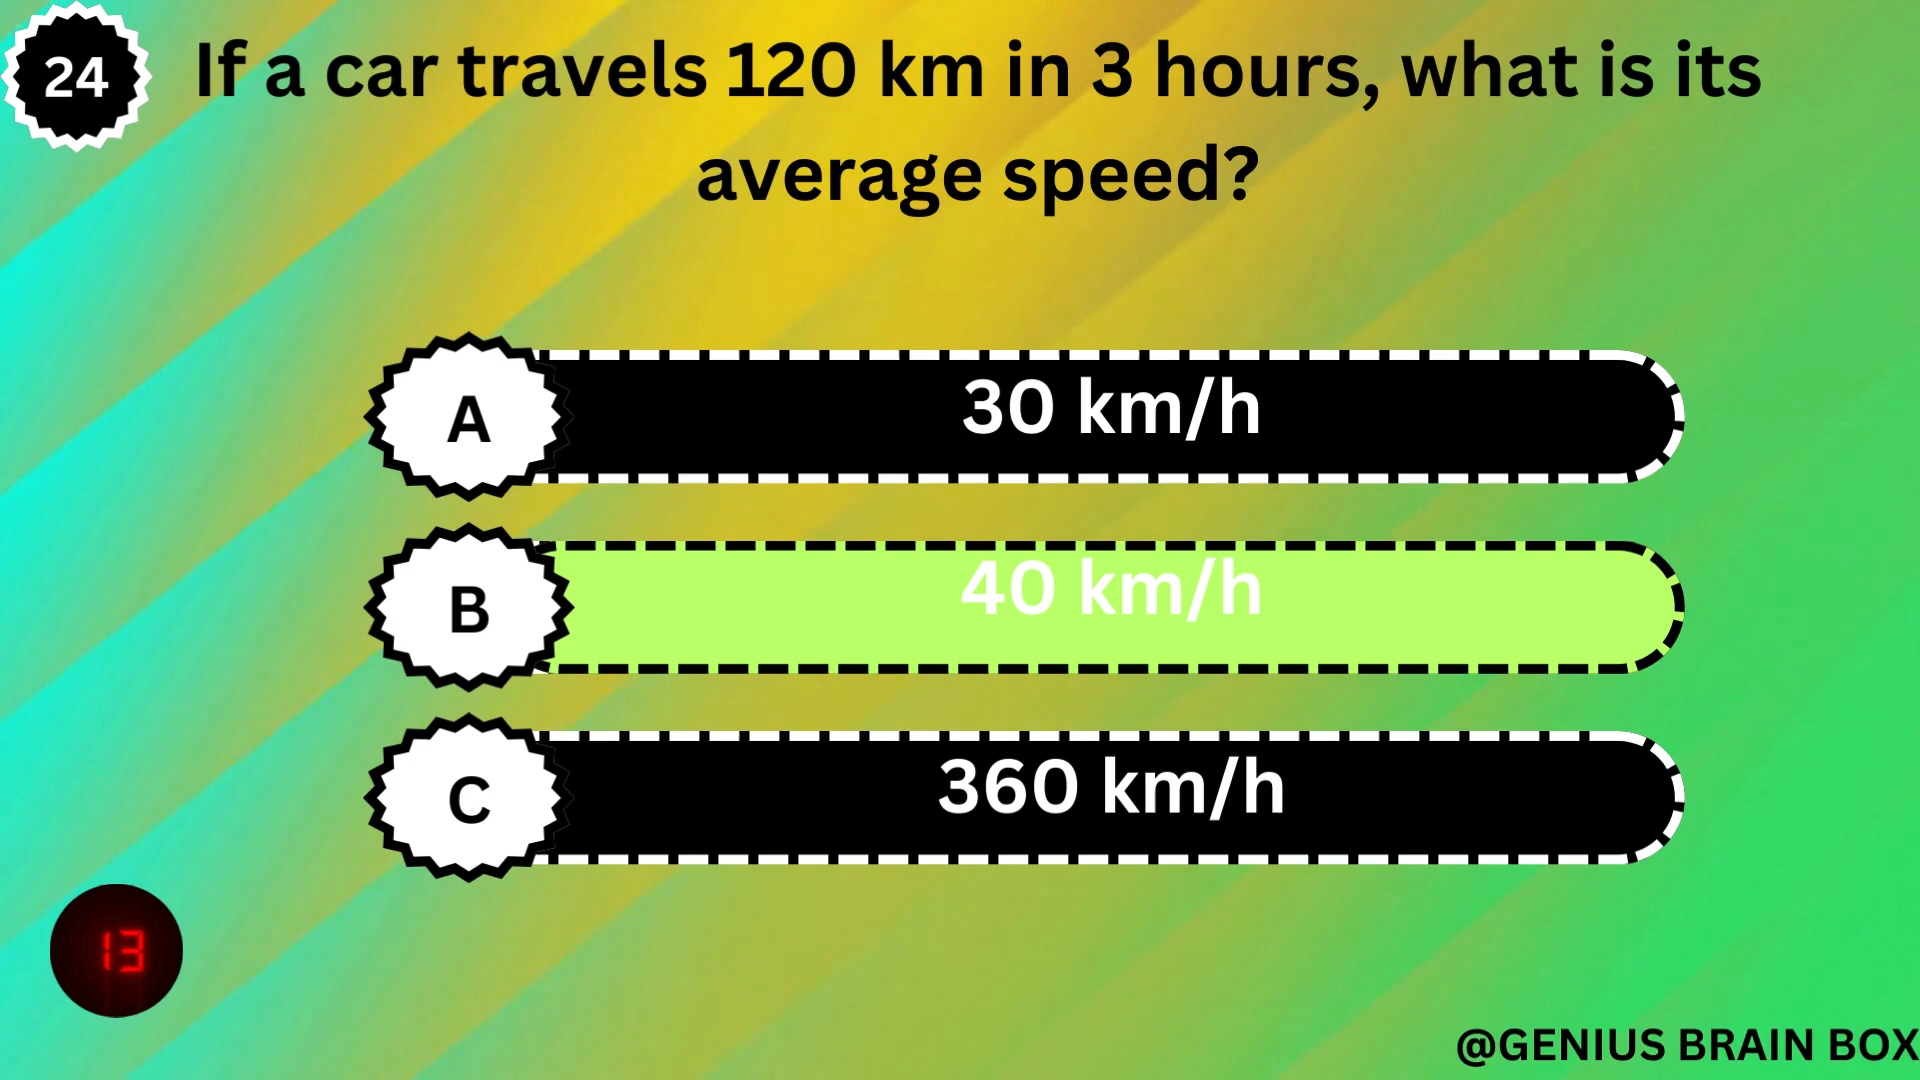 24
If a car travels 120 km in 3 hours, what is its
average speed?
A
30 km/h
B
40 km/h
C
360 km/h
13
@GENIUS BRAIN BOX